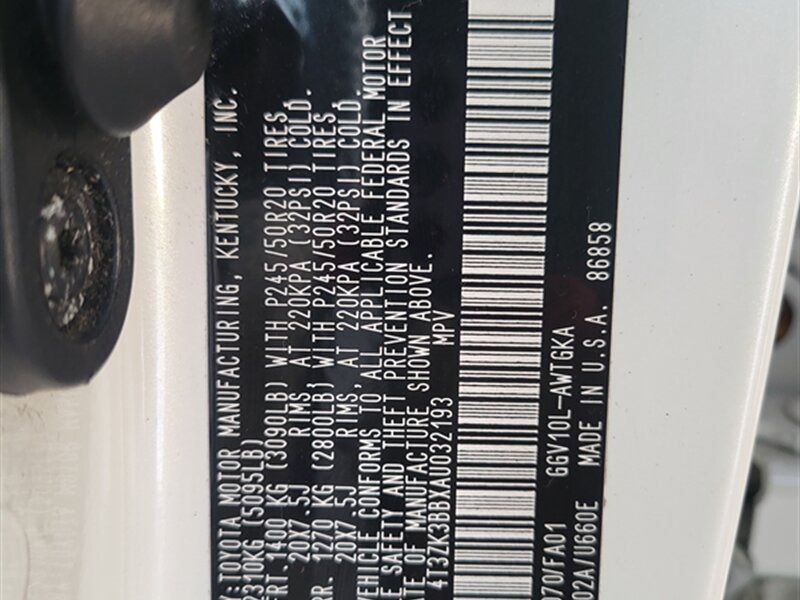 Y:TOYOTA MOTOR MANUFACTURING, KENTUCKY, INC.
2310KG (5095LB)
FRT. 1400 KG (3090LB) WITH P245/50R20 TIRES,
20X7.5J RIMS, AT 220KPA (32PSI) COLD.
RR. 1270 KG (2800LB) WITH P245/50R20 TIRES,
20X7.5J RIMS, AT 220KPA (32PSI) COLD.
VEHICLE CONFORMS TO ALL APPLICABLE FEDERAL MOTOR
E SAFETY AND THEFT PREVENTION STANDARDS IN EFFECT
ATE OF MANUFACTURE SHOWN ABOVE.
4T3ZK3BBXAU032193 MPV
070/FA01 GGV10L-AWTGKA
02A/U660E MADE IN U.S.A. 86858